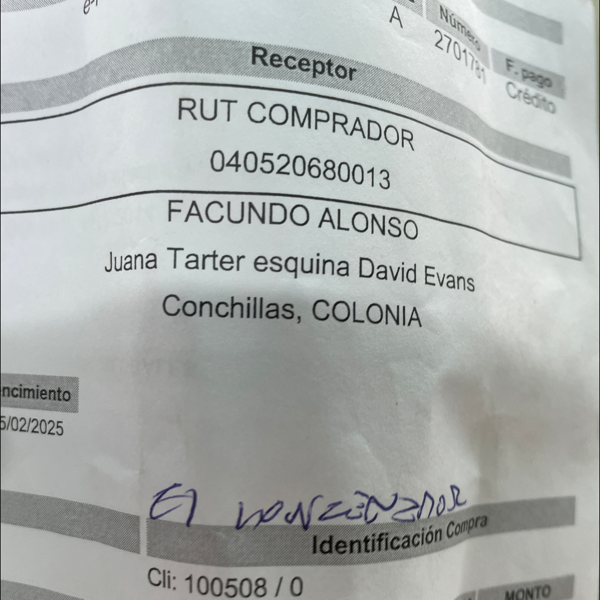 A
Número
2701781
F. pago
Crédito
Receptor
RUT COMPRADOR
040520680013
FACUNDO ALONSO
Juana Tarter esquina David Evans
Conchillas, COLONIA
ncimiento
5/02/2025
El
Identificación Compra
Cli: 100508 / 0
MONTO